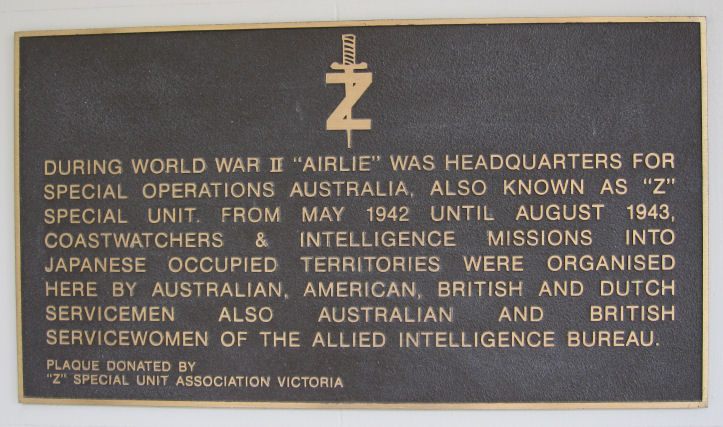 Z
DURING WORLD WAR II "AIRLIE" WAS HEADQUARTERS FOR
SPECIAL OPERATIONS AUSTRALIA, ALSO KNOWN AS "Z"
SPECIAL UNIT. FROM MAY 1942 UNTIL AUGUST 1943,
COASTWATCHERS & INTELLIGENCE MISSIONS INTO
JAPANESE OCCUPIED TERRITORIES WERE ORGANISED
HERE BY AUSTRALIAN, AMERICAN, BRITISH AND DUTCH
SERVICEMEN ALSO AUSTRALIAN AND BRITISH
SERVICEWOMEN OF THE ALLIED INTELLIGENCE BUREAU.
PLAQUE DONATED BY
"Z" SPECIAL UNIT ASSOCIATION VICTORIA